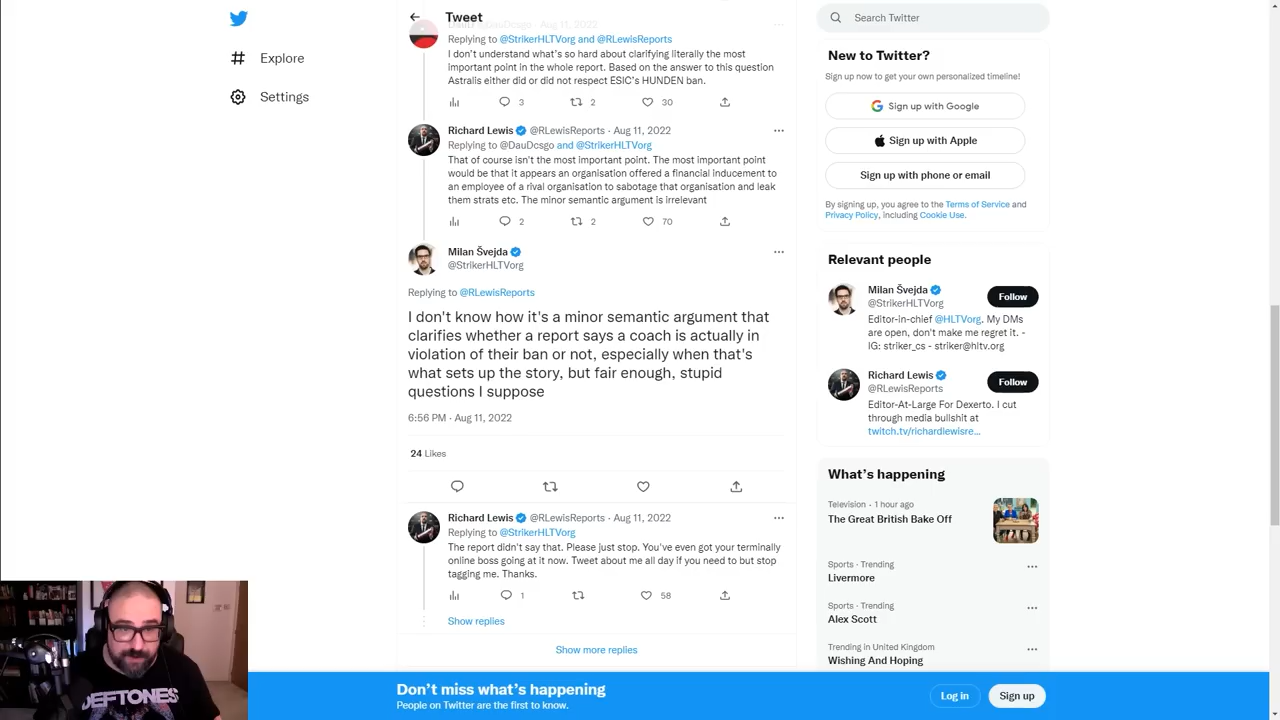 Tweet
Search Twitter
Explore
Settings
DauD @DauDcsgo · Aug 11, 2022
Replying to @StrikerHLTVorg and @RLewisReports
I don't understand what's so hard about clarifying literally the most
important point in the whole report. Based on the answer to this question
Astralis either did or did not respect ESIC's HUNDEN ban.
3
2
30
Richard Lewis @RLewisReports · Aug 11, 2022
Replying to @DauDcsgo and @StrikerHLTVorg
That of course isn't the most important point. The most important point
would be that it appears an organisation offered a financial inducement to
an employee of a rival organisation to sabotage that organisation and leak
them strats etc. The minor semantic argument is irrelevant
2
2
70
Milan Švejda
@StrikerHLTVorg
Replying to @RLewisReports
I don't know how it's a minor semantic argument that
clarifies whether a report says a coach is actually in
violation of their ban or not, especially when that's
what sets up the story, but fair enough, stupid
questions I suppose
6:56 PM · Aug 11, 2022
24 Likes
Richard Lewis @RLewisReports · Aug 11, 2022
Replying to @StrikerHLTVorg
The report didn't say that. Please just stop. You've even got your terminally
online boss going at it now. Tweet about me all day if you need to but stop
tagging me. Thanks.
1
58
Show replies
Show more replies
New to Twitter?
Sign up now to get your own personalized timeline!
Sign up with Google
Sign up with Apple
Sign up with phone or email
By signing up, you agree to the Terms of Service and
Privacy Policy, including Cookie Use.
Relevant people
Milan Švejda
@StrikerHLTVorg
Follow
Editor-in-chief @HLTVorg. My DMs
are open, don't make me regret it. -
IG: striker_cs - striker@hltv.org
Richard Lewis
@RLewisReports
Follow
Editor-At-Large For Dexerto. I cut
through media bullshit at
twitch.tv/richardlewisre...
What's happening
Television · 1 hour ago
The Great British Bake Off
Sports · Trending
Livermore
Sports · Trending
Alex Scott
Trending in United Kingdom
Wishing And Hoping
DEFTONES
Don't miss what's happening
People on Twitter are the first to know.
Log in
Sign up